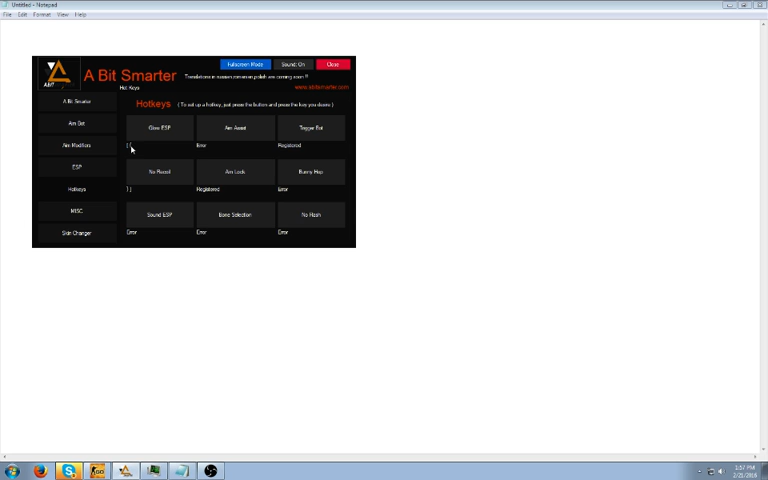 Untitled - Notepad
File Edit Format View Help
Fullscreen Mode Sound: On Close
A Bit Smarter
Translations in russian,romanian,polish are coming soon !!!
ABIT
Hot Keys
www.abitsmarter.com
A Bit Smarter
Hotkeys ( To set up a hotkey, just press the button and press the key you desire.)
Aim Bot
Glow ESP Aim Assist Trigger Bot
Aim Modifiers
[ { Error Registered
ESP
No Recoil Aim Lock Bunny Hop
Hotkeys
} ] Registered Error
MISC
Sound ESP Bone Selection No Flash
Skin Changer
Error Error Error
GO
1:57 PM